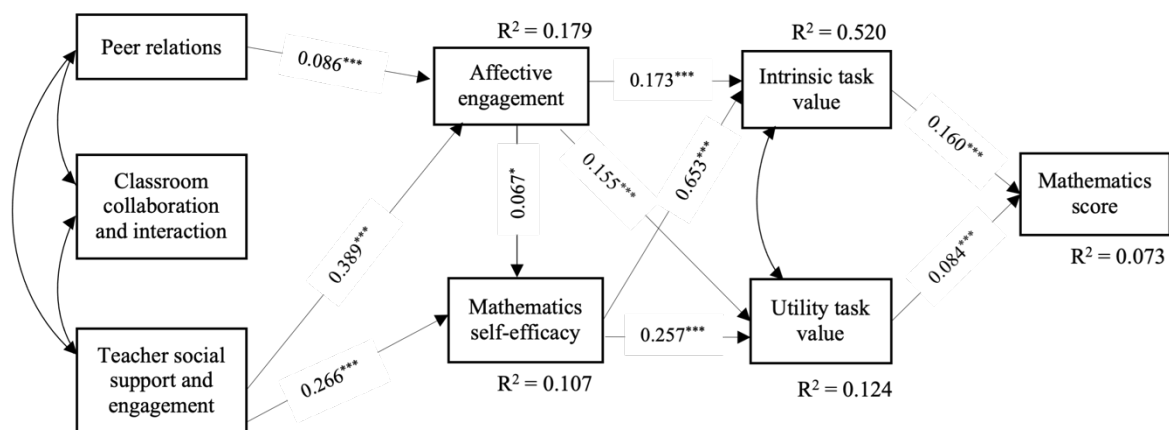 Peer relations
Classroom
collaboration
and interaction
Teacher social
support and
engagement
0.086***
0.389***
0.266***
R² = 0.179
Affective
engagement
0.067*
Mathematics
self-efficacy
R² = 0.107
0.173***
0.155***
0.653***
0.257***
R² = 0.520
Intrinsic task
value
Utility task
value
R² = 0.124
0.160***
0.084***
Mathematics
score
R² = 0.073